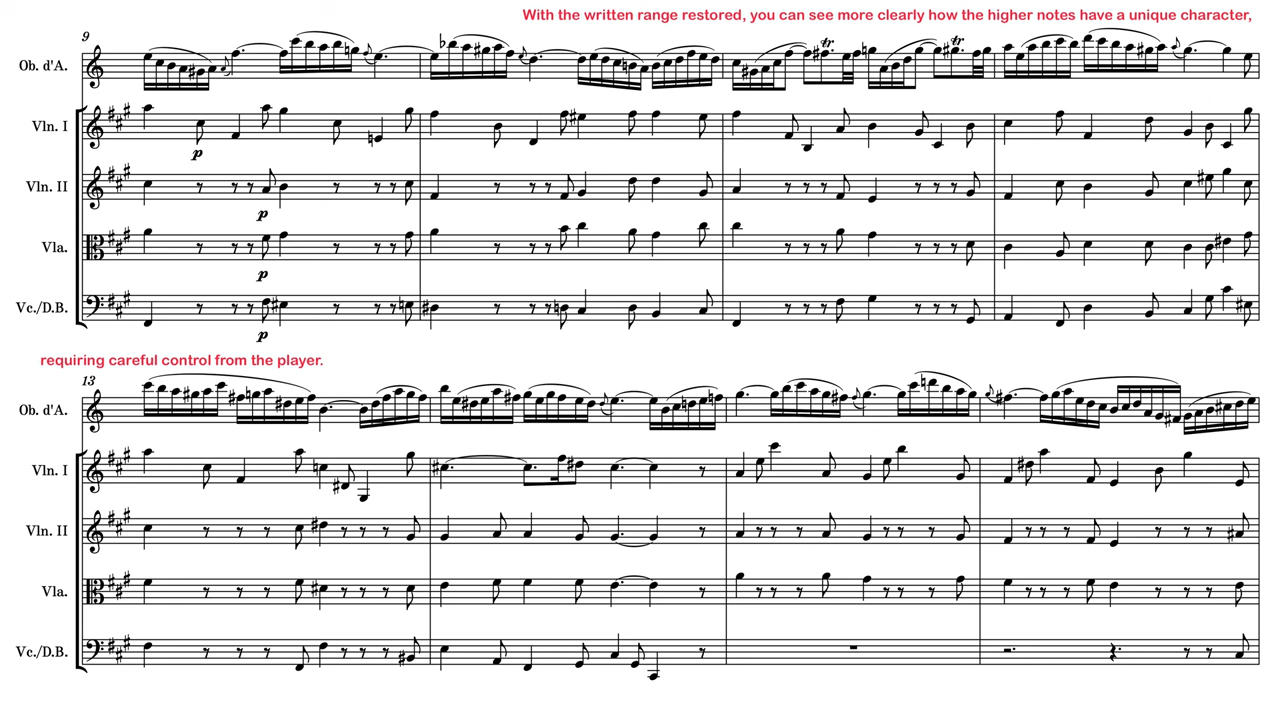 With the written range restored, you can see more clearly how the higher notes have a unique character,
9
Ob. d'A.
Vln. I
p
Vln. II
p
Vla.
p
Vc./D.B.
p
requiring careful control from the player.
13
Ob. d'A.
Vln. I
Vln. II
Vla.
Vc./D.B.